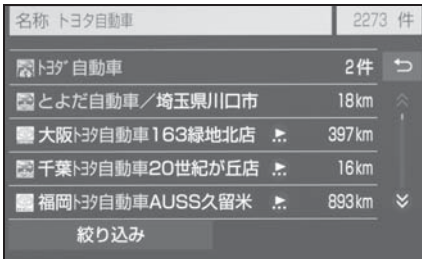 名称 トヨタ自動車 2273 件
トヨダ自動車 2件
とよだ自動車／埼玉県川口市 18km
大阪トヨタ自動車163緑地北店 397km
千葉トヨタ自動車20世紀が丘店 16km
福岡トヨタ自動車AUSS久留米 893km
絞り込み